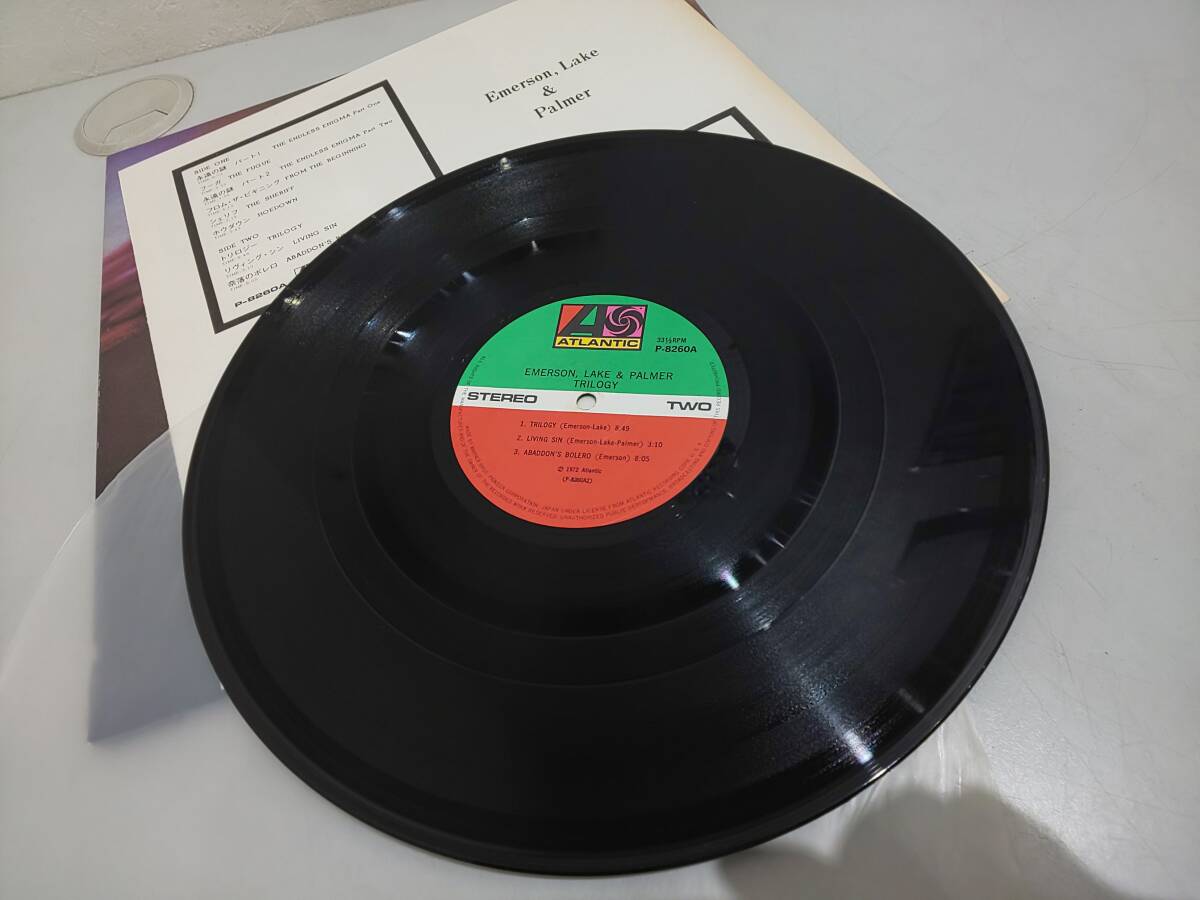 Emerson, Lake
&
Palmer
SIDE ONE
永遠の謎 パート1 THE ENDLESS ENIGMA Part One
フーガ THE FUGUE
永遠の謎 パート2 THE ENDLESS ENIGMA Part Two
フロム・ザ・ビギニング FROM THE BEGINNING
シェリフ THE SHERIFF
ホウダウン HOEDOWN
SIDE TWO
トリロジー TRILOGY
リヴィング・シン LIVING SIN
奈落のボレロ ABADDON'S
P-8260A
ATLANTIC
33⅓RPM
P-8260A
EMERSON, LAKE & PALMER
TRILOGY
STEREO
TWO
1. TRILOGY (Emerson-Lake) 8:49
2. LIVING SIN (Emerson-Lake-Palmer) 3:10
3. ABADDON'S BOLERO (Emerson) 8:05
℗ 1972 Atlantic
(P-8260A2)